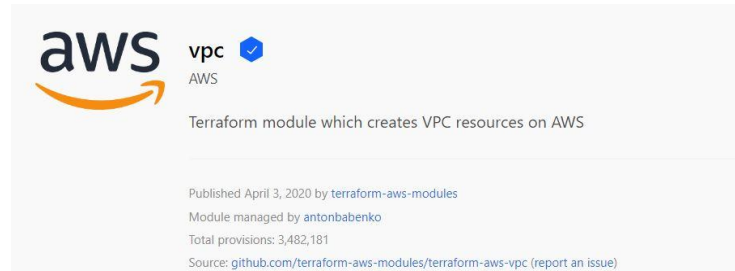 aws
vpc
AWS
Terraform module which creates VPC resources on AWS
Published April 3, 2020 by terraform-aws-modules
Module managed by antonbabenko
Total provisions: 3,482,181
Source: github.com/terraform-aws-modules/terraform-aws-vpc (report an issue)